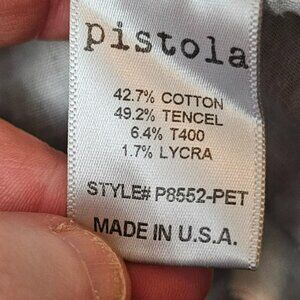 pistola
42.7% COTTON
49.2% TENCEL
6.4% T400
1.7% LYCRA
STYLE# P8552-PET
MADE IN U.S.A.